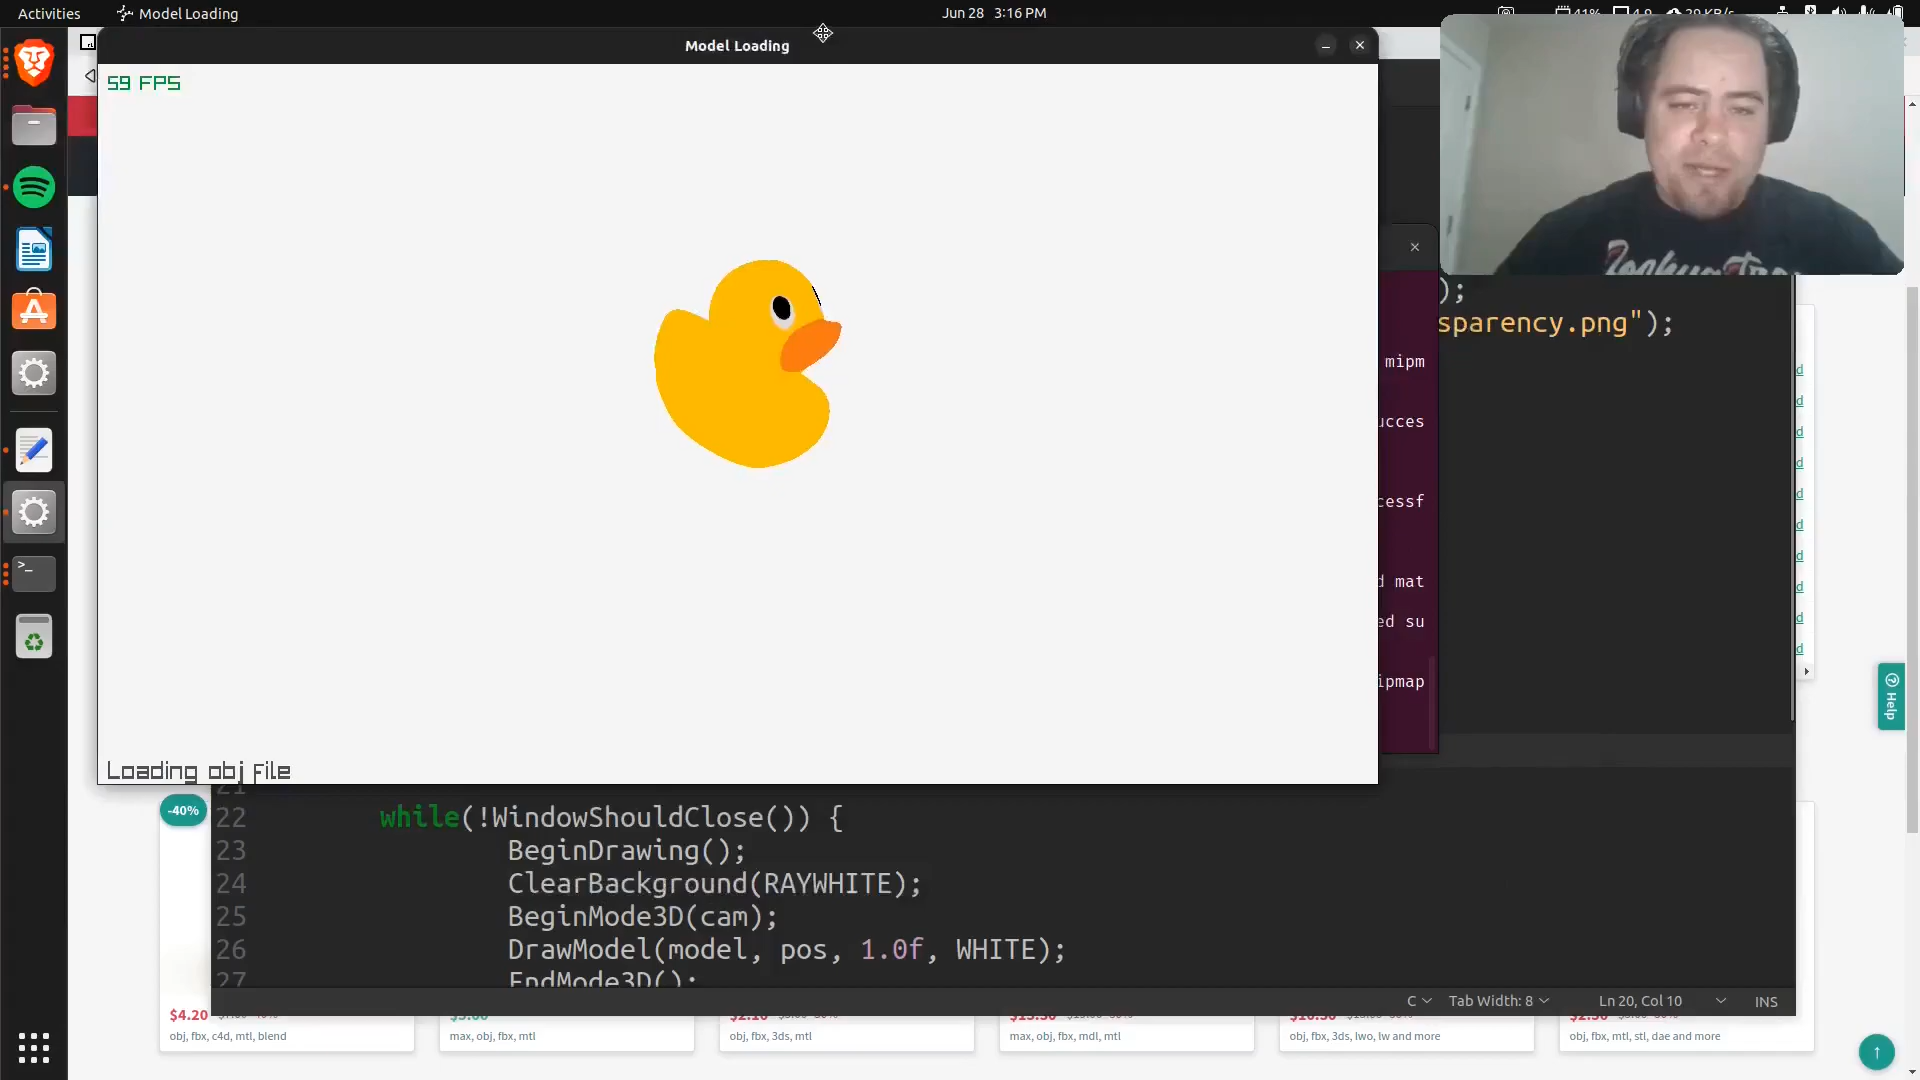 Activities
Model Loading
Jun 28 3:16 PM
Model Loading
59 FPS
);
sparency.png");
mipm
ucces
cessf
d mat
ed su
ipmap
d
d
d
d
d
d
d
d
d
d
Help
Loading obj file
-40%
21
22 while(!WindowShouldClose()) {
23 BeginDrawing();
24 ClearBackground(RAYWHITE);
25 BeginMode3D(cam);
26 DrawModel(model, pos, 1.0f, WHITE);
27 EndMode3D();
C Tab Width: 8 Ln 20, Col 10 INS
$4.20
obj, fbx, c4d, mtl, blend
max, obj, fbx, mtl
obj, fbx, 3ds, mtl
max, obj, fbx, mdl, mtl
obj, fbx, 3ds, lwo, lw and more
obj, fbx, mtl, stl, dae and more